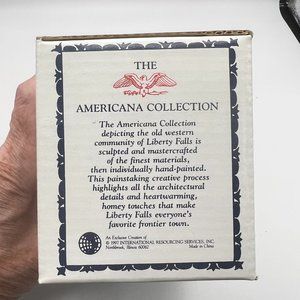 THE
AMERICANA COLLECTION
The Americana Collection
depicting the old western
community of Liberty Falls is
sculpted and mastercrafted
of the finest materials,
then individually hand-painted.
This painstaking creative process
highlights all the architectural
details and heartwarming,
homey touches that make
Liberty Falls everyone's
favorite frontier town.
An Exclusive Creation of
© 1997 INTERNATIONAL RESOURCING SERVICES, INC.
Northbrook, Illinois 60062 Made in China